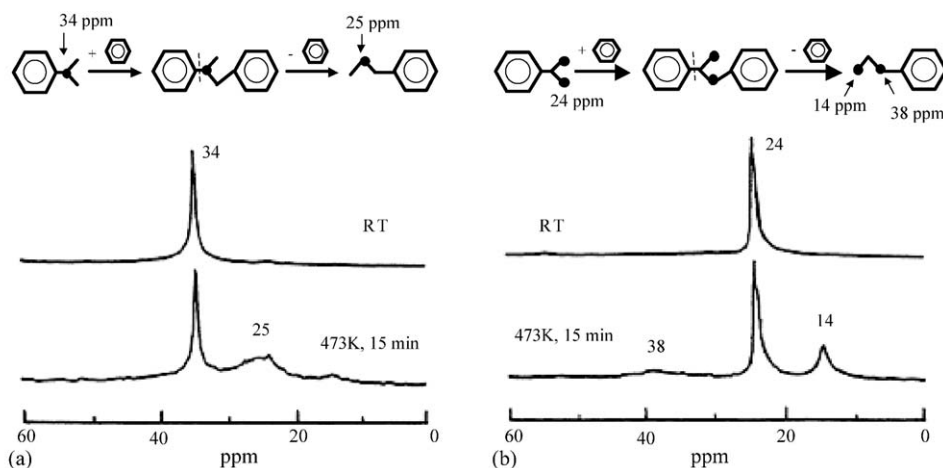 34 ppm
+
-
25 ppm
34
RT
25
473K, 15 min
60
40
20
0
(a)
ppm
+
-
24 ppm
14 ppm
38 ppm
24
RT
473K, 15 min
38
14
60
40
20
0
(b)
ppm